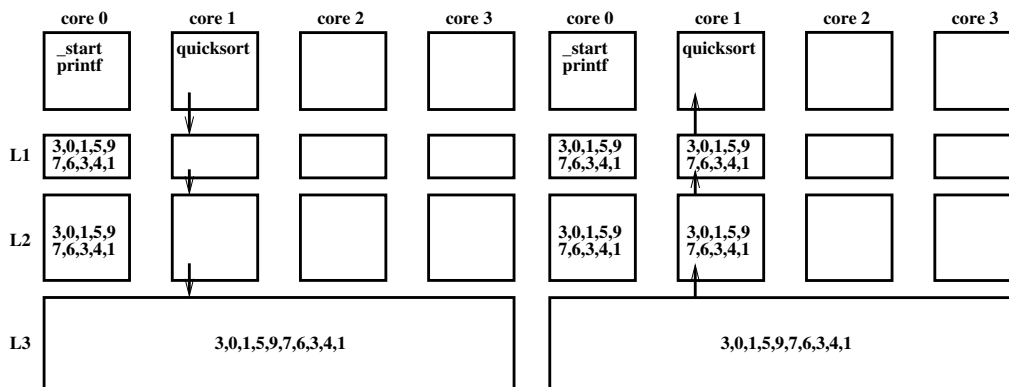 core 0 core 1 core 2 core 3 core 0 core 1 core 2 core 3
_start quicksort _start quicksort
printf printf
L1 3,0,1,5,9 3,0,1,5,9 3,0,1,5,9
7,6,3,4,1 7,6,3,4,1 7,6,3,4,1
L2 3,0,1,5,9 3,0,1,5,9 3,0,1,5,9
7,6,3,4,1 7,6,3,4,1 7,6,3,4,1
L3 3,0,1,5,9,7,6,3,4,1 3,0,1,5,9,7,6,3,4,1